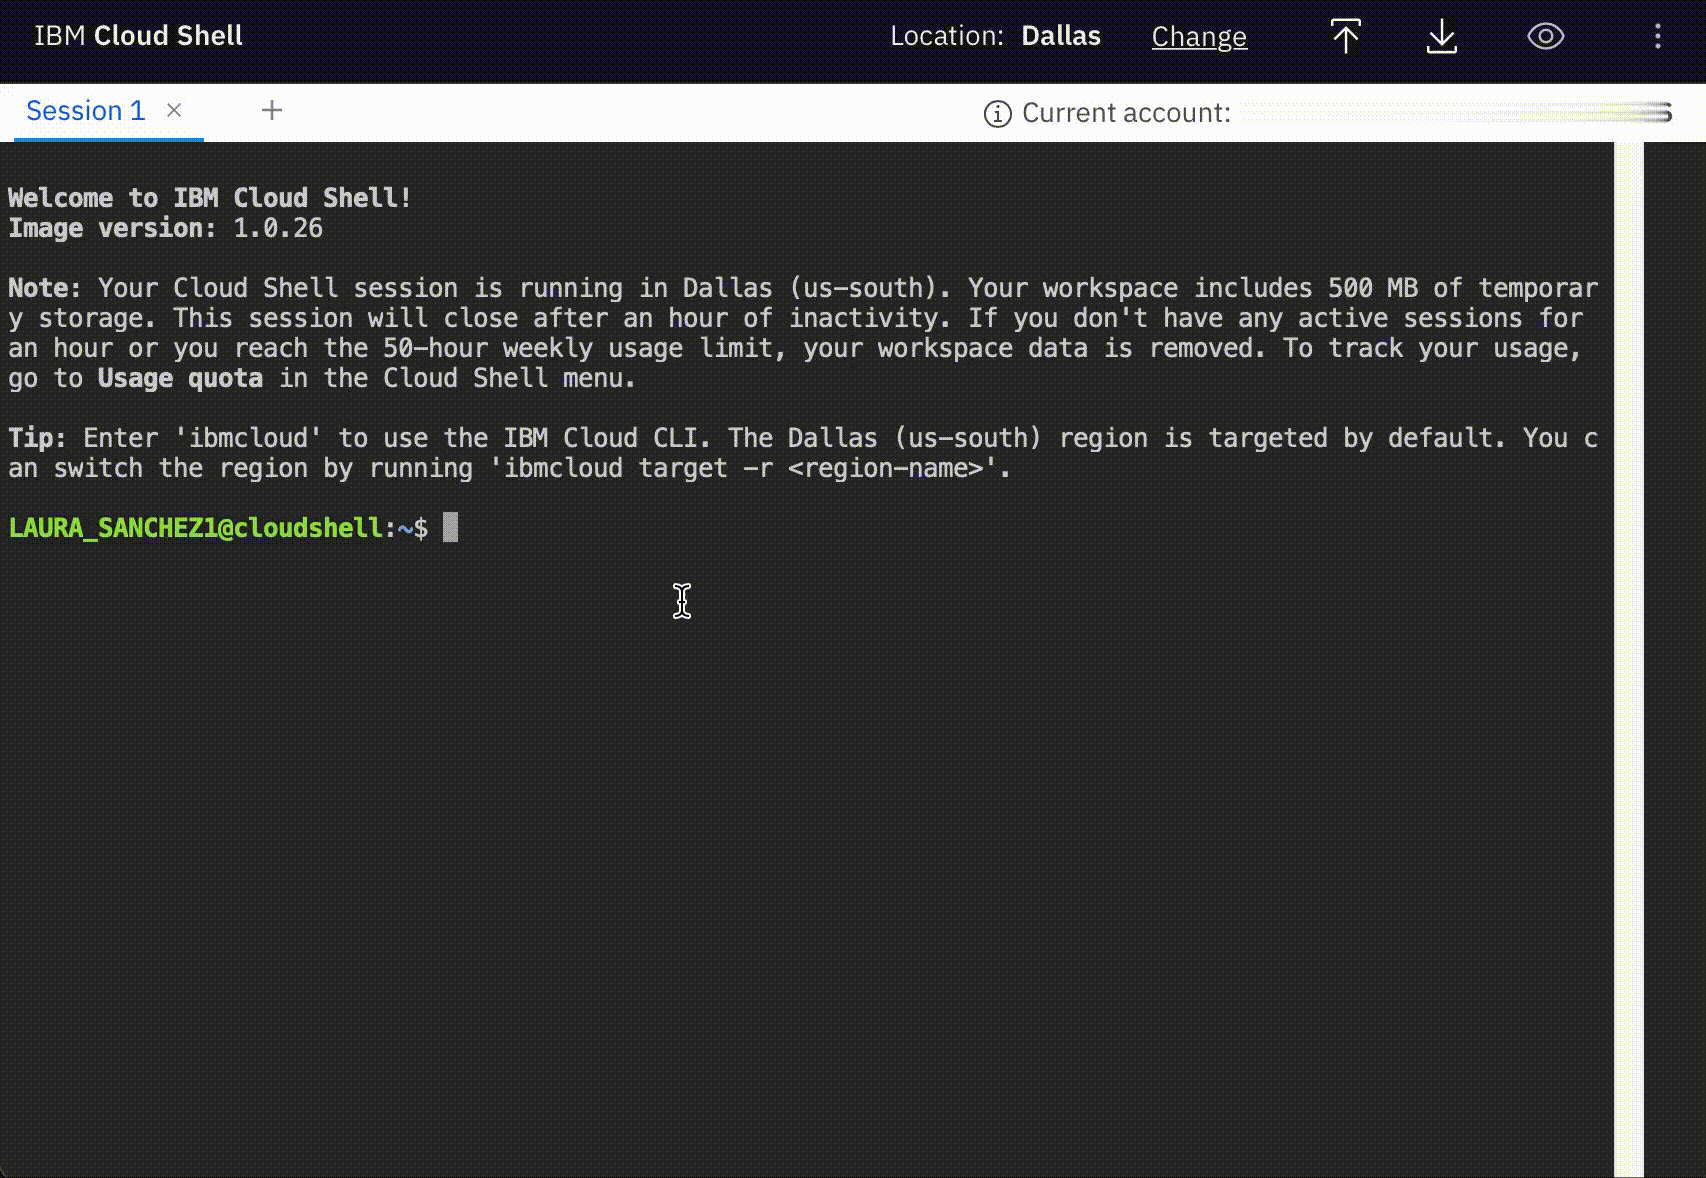 IBM Cloud Shell
Location: Dallas Change
Session 1 × +
Current account:
Welcome to IBM Cloud Shell!
Image version: 1.0.26
Note: Your Cloud Shell session is running in Dallas (us-south). Your workspace includes 500 MB of temporar
y storage. This session will close after an hour of inactivity. If you don't have any active sessions for
an hour or you reach the 50-hour weekly usage limit, your workspace data is removed. To track your usage,
go to Usage quota in the Cloud Shell menu.
Tip: Enter 'ibmcloud' to use the IBM Cloud CLI. The Dallas (us-south) region is targeted by default. You c
an switch the region by running 'ibmcloud target -r <region-name>'.
LAURA_SANCHEZ1@cloudshell:~$